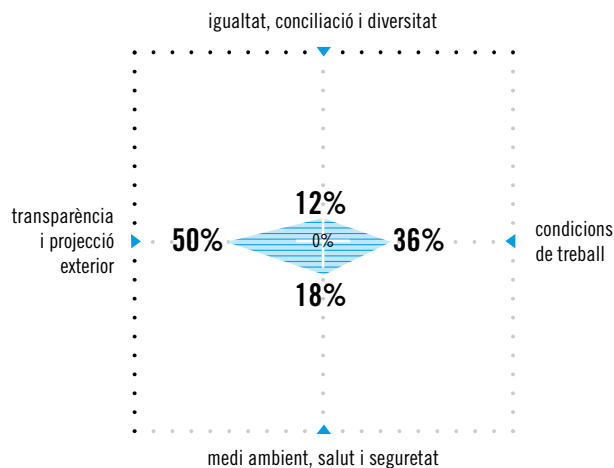 igualtat, conciliació i diversitat
12%
transparència
i projecció
exterior
50%
0%
36%
condicions
de treball
18%
medi ambient, salut i seguretat